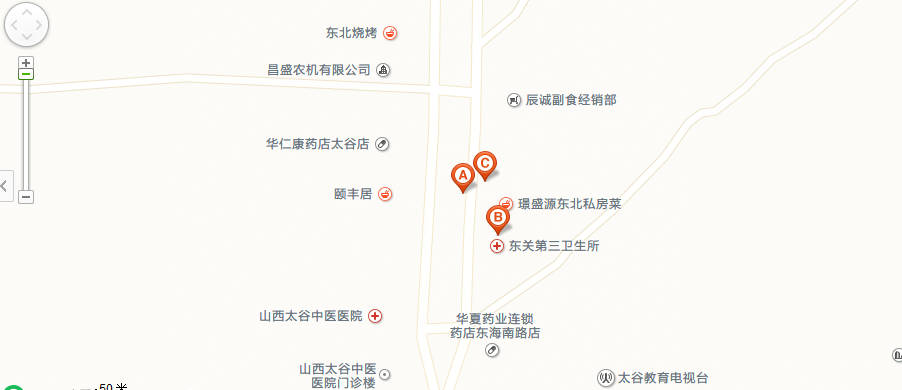 东北烧烤
昌盛农机有限公司
辰诚副食经销部
华仁康药店太谷店
C
A
颐丰居
璟盛源东北私房菜
B
东关第三卫生所
山西太谷中医医院
华夏药业连锁
药店东海南路店
山西太谷中医
医院门诊楼
太谷教育电视台
50 米